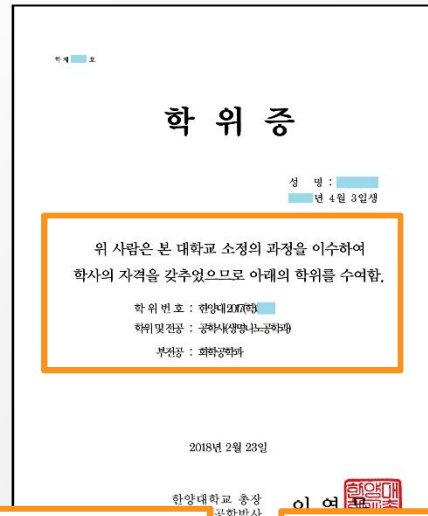 학제 호
학 위 증
성 명 :
년 4월 3일생
위 사람은 본 대학교 소정의 과정을 이수하여
학사의 자격을 갖추었으므로 아래의 학위를 수여함.
학위번호 : 한양대2017(학)
학위및전공 : 공학사(생명나노공학과)
부전공 : 화학공학과
2018년 2월 23일
한양대학교 총장
공학박사
이 영